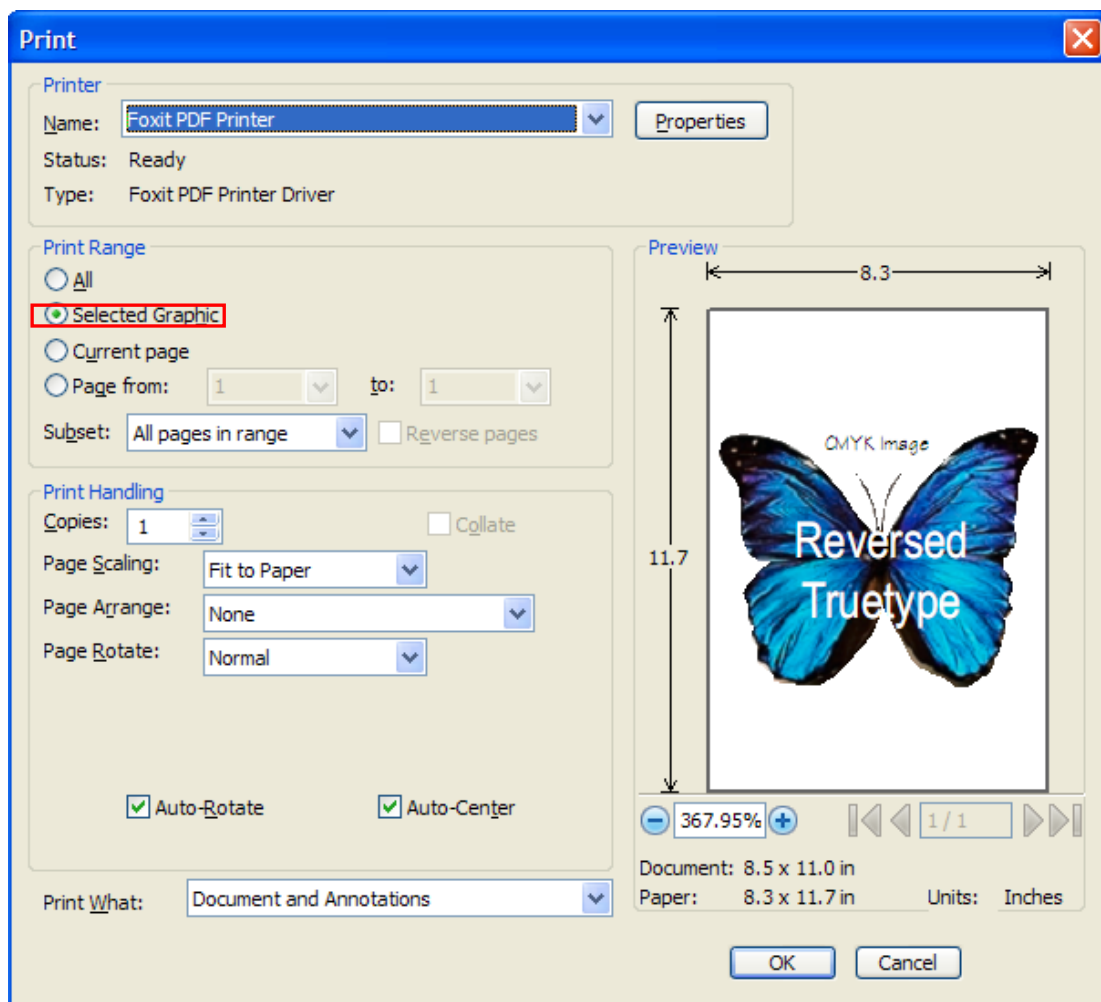 Print
Printer
Name: Foxit PDF Printer Properties
Status: Ready
Type: Foxit PDF Printer Driver
Print Range
All
Selected Graphic
Current page
Page from: 1 to: 1
Subset: All pages in range Reverse pages
Print Handling
Copies: 1 Collate
Page Scaling: Fit to Paper
Page Arrange: None
Page Rotate: Normal
Auto-Rotate Auto-Center
Print What: Document and Annotations
Preview
8.3
11.7
CMYK Image
Reversed
Truetype
367.95% 1 / 1
Document: 8.5 x 11.0 in
Paper: 8.3 x 11.7 in Units: Inches
OK Cancel